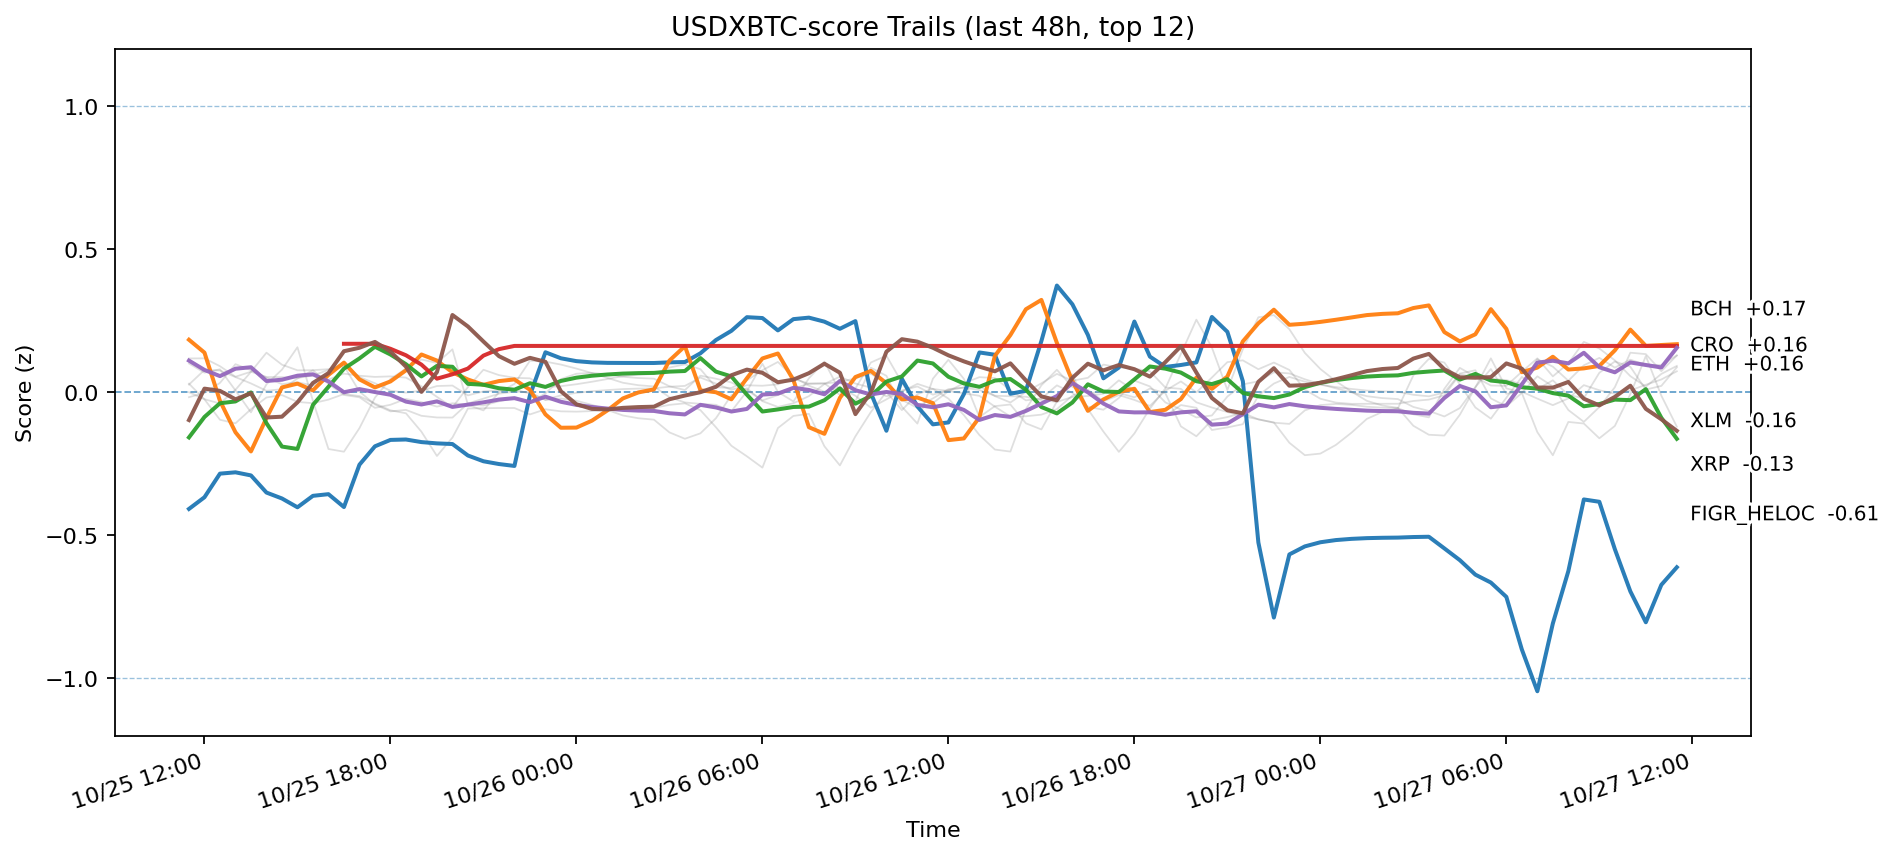 USDXBTC-score Trails (last 48h, top 12)
1.0
0.5
0.0
−0.5
−1.0
Score (z)
BCH +0.17
CRO +0.16
ETH +0.16
XLM -0.16
XRP -0.13
FIGR_HELOC -0.61
10/25 12:00
10/25 18:00
10/26 00:00
10/26 06:00
10/26 12:00
10/26 18:00
10/27 00:00
10/27 06:00
10/27 12:00
Time